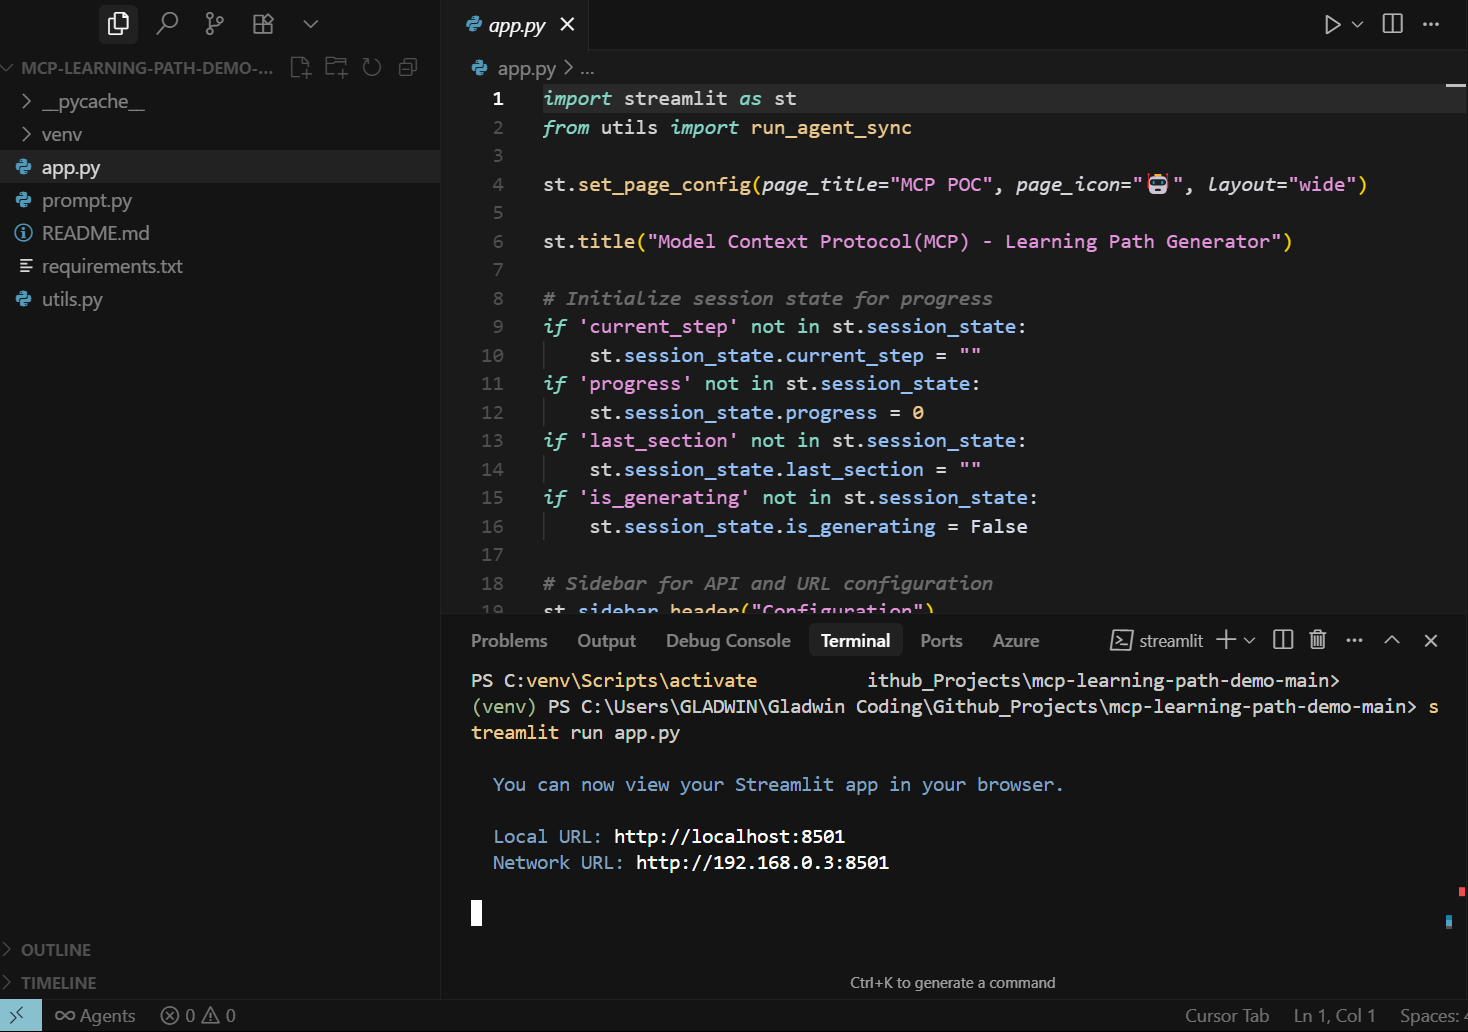 MCP-LEARNING-PATH-DEMO-...
__pycache__
venv
app.py
prompt.py
README.md
requirements.txt
utils.py
OUTLINE
TIMELINE
app.py
app.py > ...
1 import streamlit as st
2 from utils import run_agent_sync
3
4 st.set_page_config(page_title="MCP POC", page_icon="🤖", layout="wide")
5
6 st.title("Model Context Protocol(MCP) - Learning Path Generator")
7
8 # Initialize session state for progress
9 if 'current_step' not in st.session_state:
10 st.session_state.current_step = ""
11 if 'progress' not in st.session_state:
12 st.session_state.progress = 0
13 if 'last_section' not in st.session_state:
14 st.session_state.last_section = ""
15 if 'is_generating' not in st.session_state:
16 st.session_state.is_generating = False
17
18 # Sidebar for API and URL configuration
19 st.sidebar.header("Configuration")
Problems Output Debug Console Terminal Ports Azure streamlit
PS C:venv\Scripts\activate ithub_Projects\mcp-learning-path-demo-main>
(venv) PS C:\Users\GLADWIN\Gladwin Coding\Github_Projects\mcp-learning-path-demo-main> s
treamlit run app.py
You can now view your Streamlit app in your browser.
Local URL: http://localhost:8501
Network URL: http://192.168.0.3:8501
Ctrl+K to generate a command
Agents 0 0 Cursor Tab Ln 1, Col 1 Spaces: 4